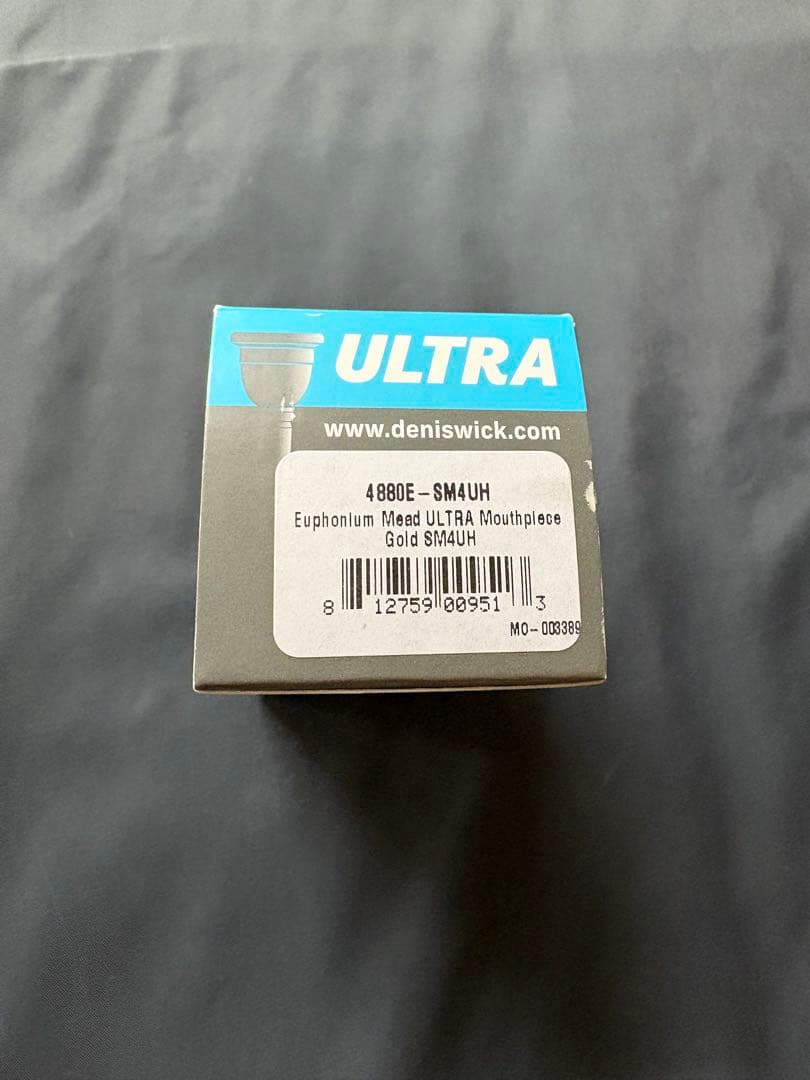 ULTRA
www.deniswick.com
4880E-SM4UH
Euphonium Mead ULTRA Mouthpiece
Gold SM4UH
8 12759 00951 3
MO-003389